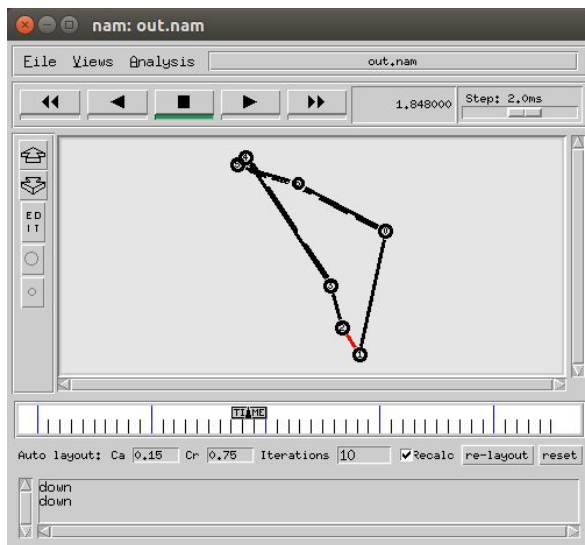 nam: out.nam
File Views Analysis out.nam
1.848000 Step: 2.0ms
ED
IT
TIME
Auto layout: Ca 0.15 Cr 0.75 Iterations 10 Recalc re-layout reset
down
down